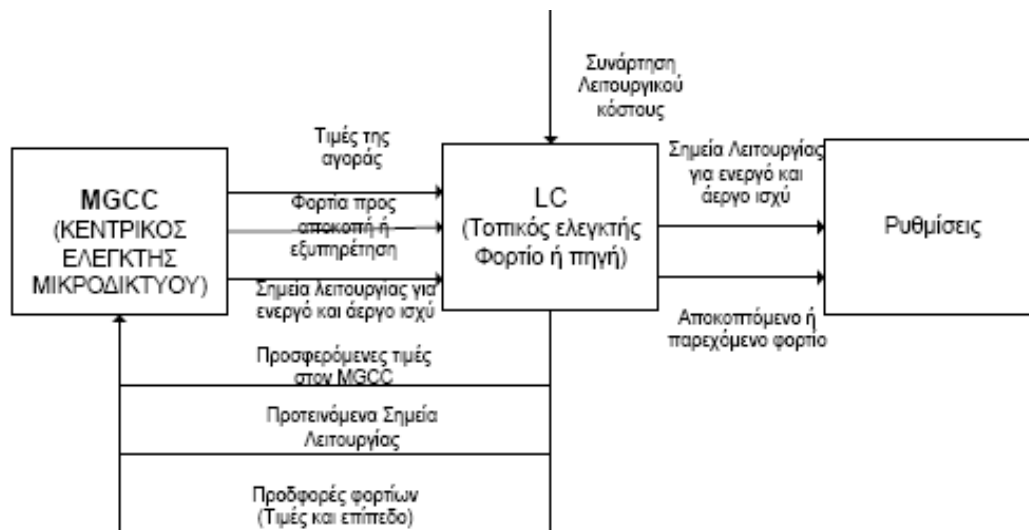 Συνάρτηση
Λειτουργικού
κόστους
Τιμές της
αγοράς
Σημεία Λειτουργίας
για ενεργό και
άεργο ισχύ
MGCC
(ΚΕΝΤΡΙΚΟΣ
ΕΛΕΓΚΤΗΣ
ΜΙΚΡΟΔΙΚΤΥΟΥ)
Φορτία προς
αποκοπή ή
εξυπηρέτηση
LC
(Τοπικός ελεγκτής
Φορτίο ή πηγή)
Ρυθμίσεις
Σημεία λειτουργίας για
ενεργό και άεργο ισχύ
Αποκοπτόμενο ή
παρεχόμενο φορτίο
Προσφερόμενες τιμές
στον MGCC
Προτεινόμενα Σημεία
Λειτουργίας
Προδφορές φορτίων
(Τιμές και επίπεδο)